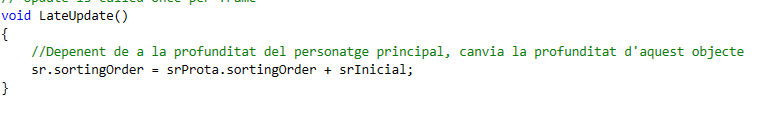 // Update is called once per frame
void LateUpdate()
{
//Depenent de a la profunditat del personatge principal, canvia la profunditat d'aquest objecte
sr.sortingOrder = srProta.sortingOrder + srInicial;
}